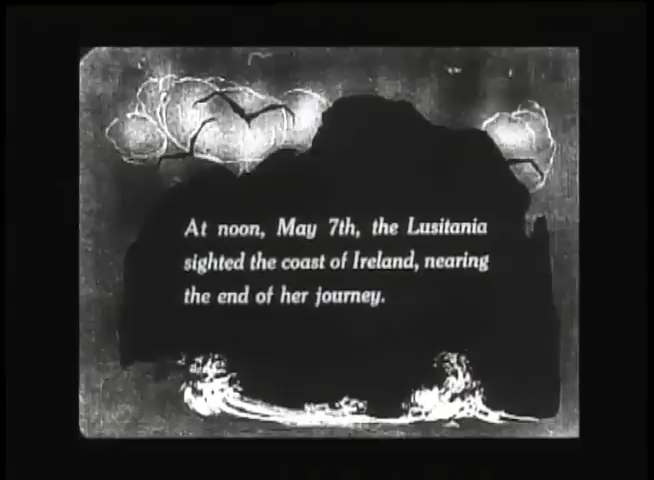 At noon, May 7th, the Lusitania
sighted the coast of Ireland, nearing
the end of her journey.